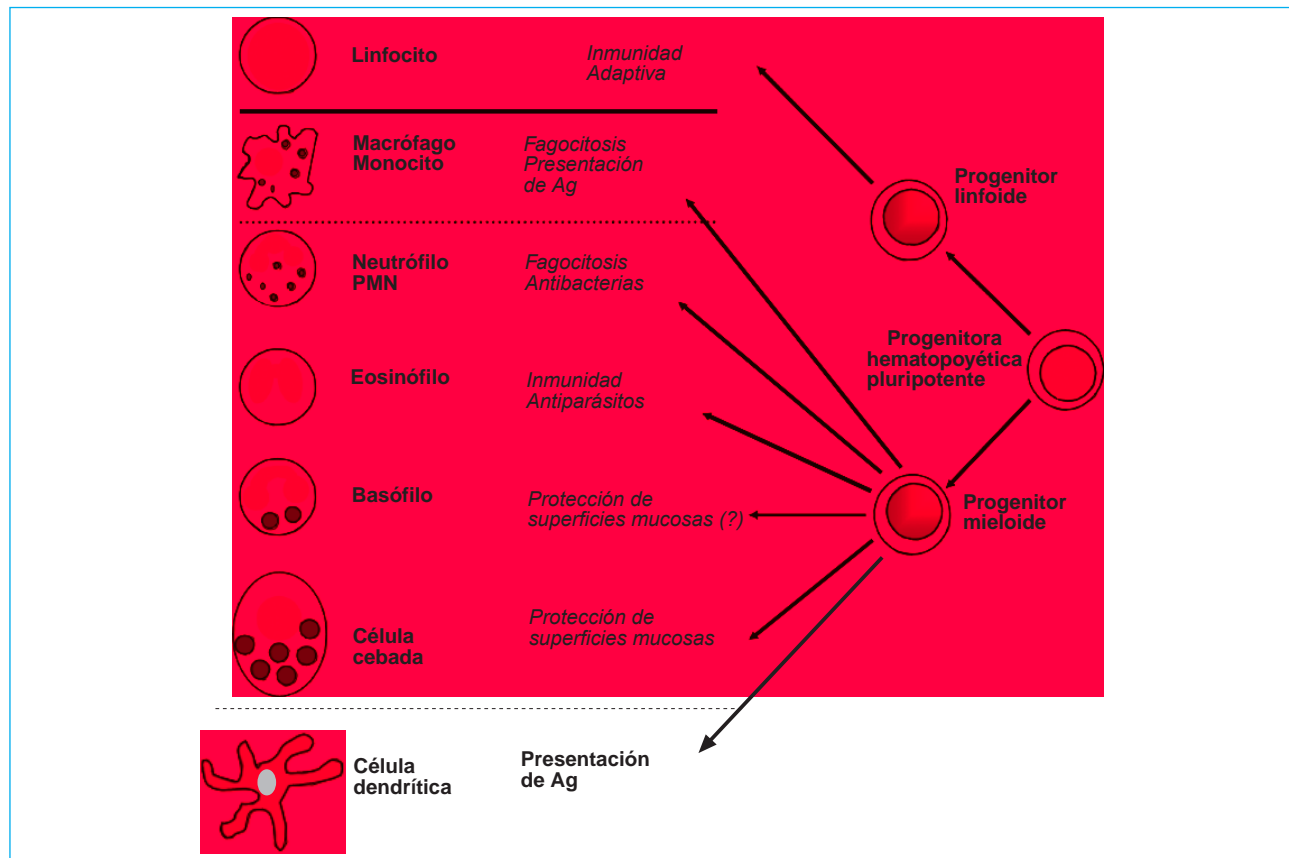 Linfocito
Inmunidad
Adaptiva
Macrófago
Monocito
Fagocitosis
Presentación
de Ag
Progenitor
linfoide
Neutrófilo
PMN
Fagocitosis
Antibacterias
Progenitora
hematopoyética
pluripotente
Eosinófilo
Inmunidad
Antiparásitos
Basófilo
Protección de
superficies mucosas (?)
Progenitor
mieloide
Célula
cebada
Protección de
superficies mucosas
Célula
dendrítica
Presentación
de Ag